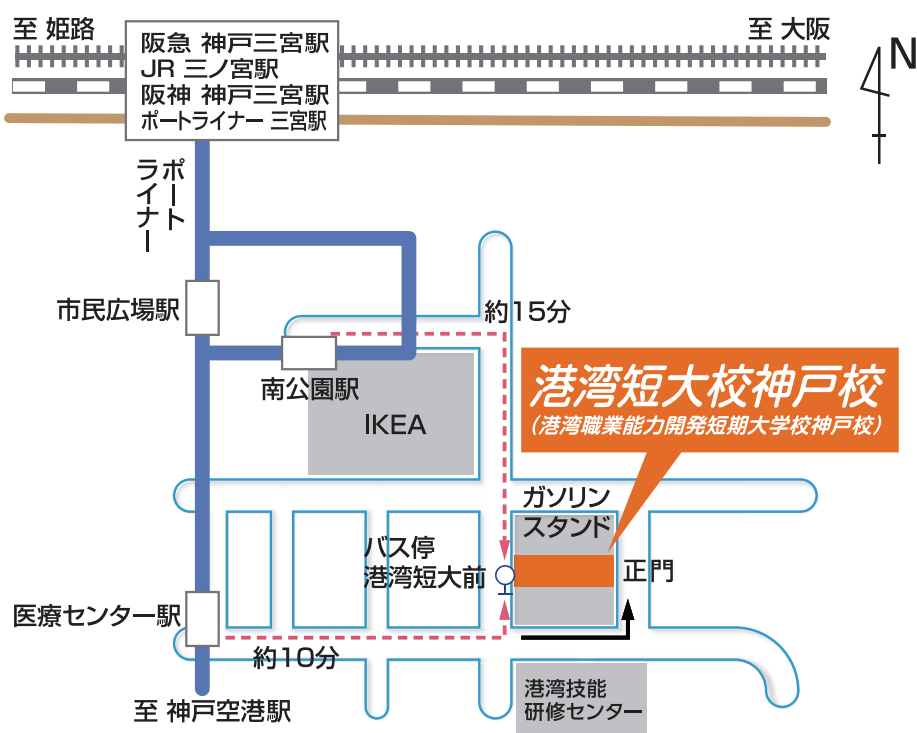 至 姫路
至 大阪
N
阪急 神戸三宮駅
JR 三ノ宮駅
阪神 神戸三宮駅
ポートライナー 三宮駅
ポート
ライナー
市民広場駅
約15分
南公園駅
IKEA
港湾短大校神戸校
(港湾職業能力開発短期大学校神戸校)
ガソリン
スタンド
バス停
港湾短大前
正門
医療センター駅
約10分
港湾技能
研修センター
至 神戸空港駅